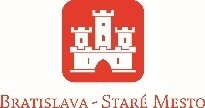 BRATISLAVA - STARÉ MESTO